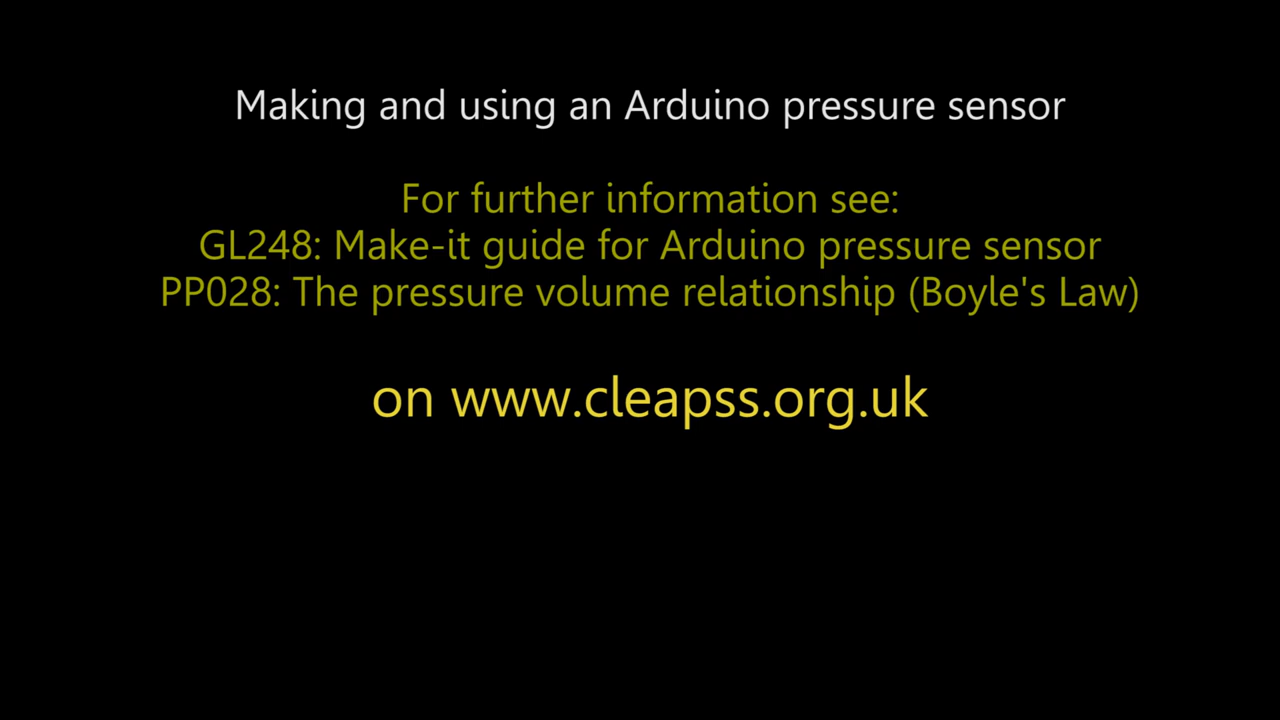 Making and using an Arduino pressure sensor
For further information see:
GL248: Make-it guide for Arduino pressure sensor
PP028: The pressure volume relationship (Boyle's Law)
on www.cleapss.org.uk